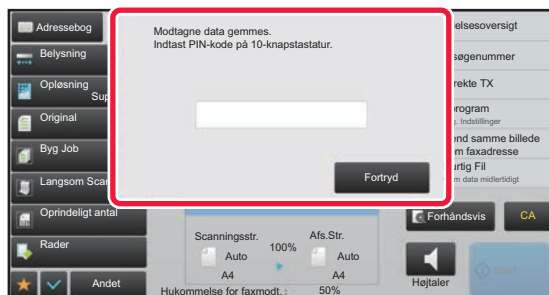 Adressebog
Belysning
Opløsning
Sup
Original
Byg Job
Langsom Scan
Oprindeligt antal
Rader
Andet
Modtagne data gemmes.
Indtast PIN-kode på 10-knapstastatur.
Fortryd
elsesoversigt
søgenummer
rekte TX
program
g. Indstillinger
end samme billede
m faxadresse
urtig Fil
m data midlertidigt
Forhåndsvis
CA
Scanningsstr.
100%
Afs.Str.
Auto
Auto
A4
A4
Hukommelse for faxmodt. :
50%
Højtaler
Start